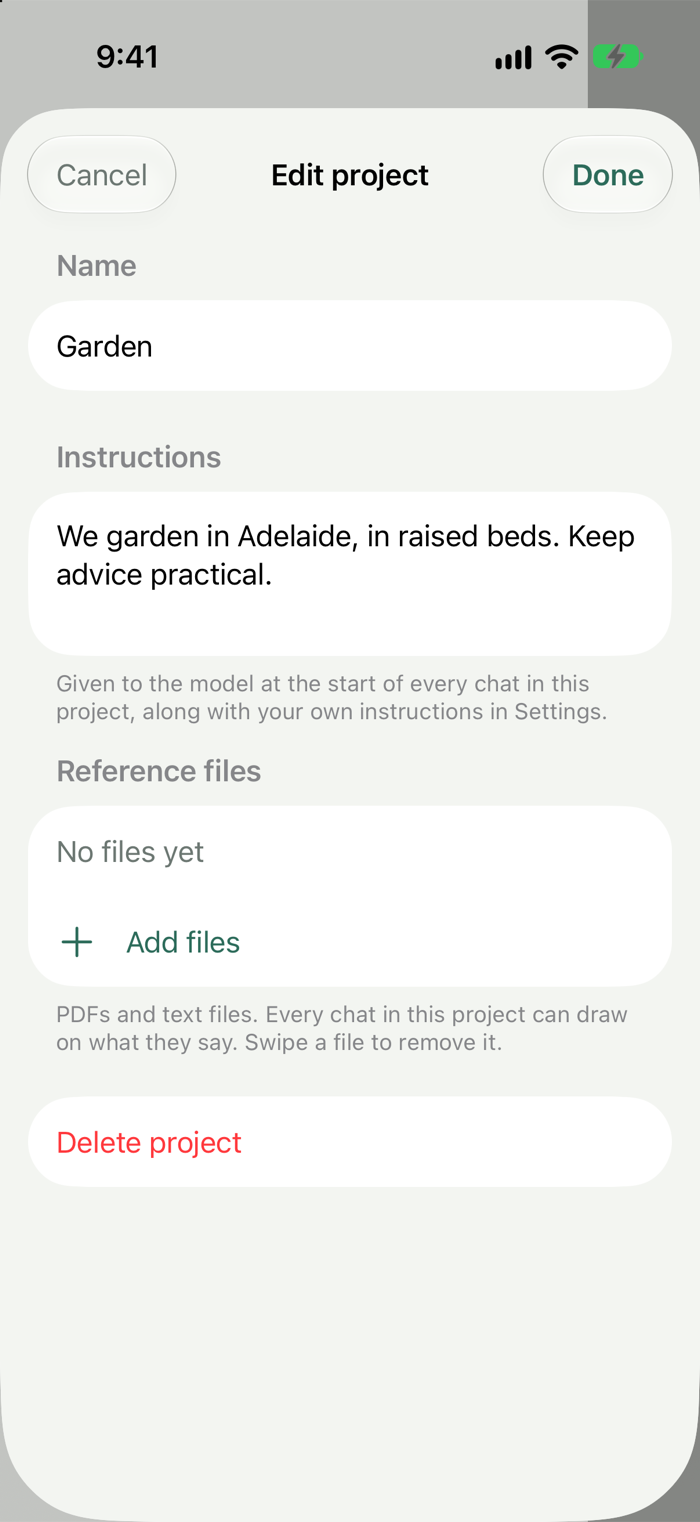 9:41
Cancel
Edit project
Done
Name
Garden
Instructions
We garden in Adelaide, in raised beds. Keep
advice practical.
Given to the model at the start of every chat in this
project, along with your own instructions in Settings.
Reference files
No files yet
Add files
PDFs and text files. Every chat in this project can draw
on what they say. Swipe a file to remove it.
Delete project